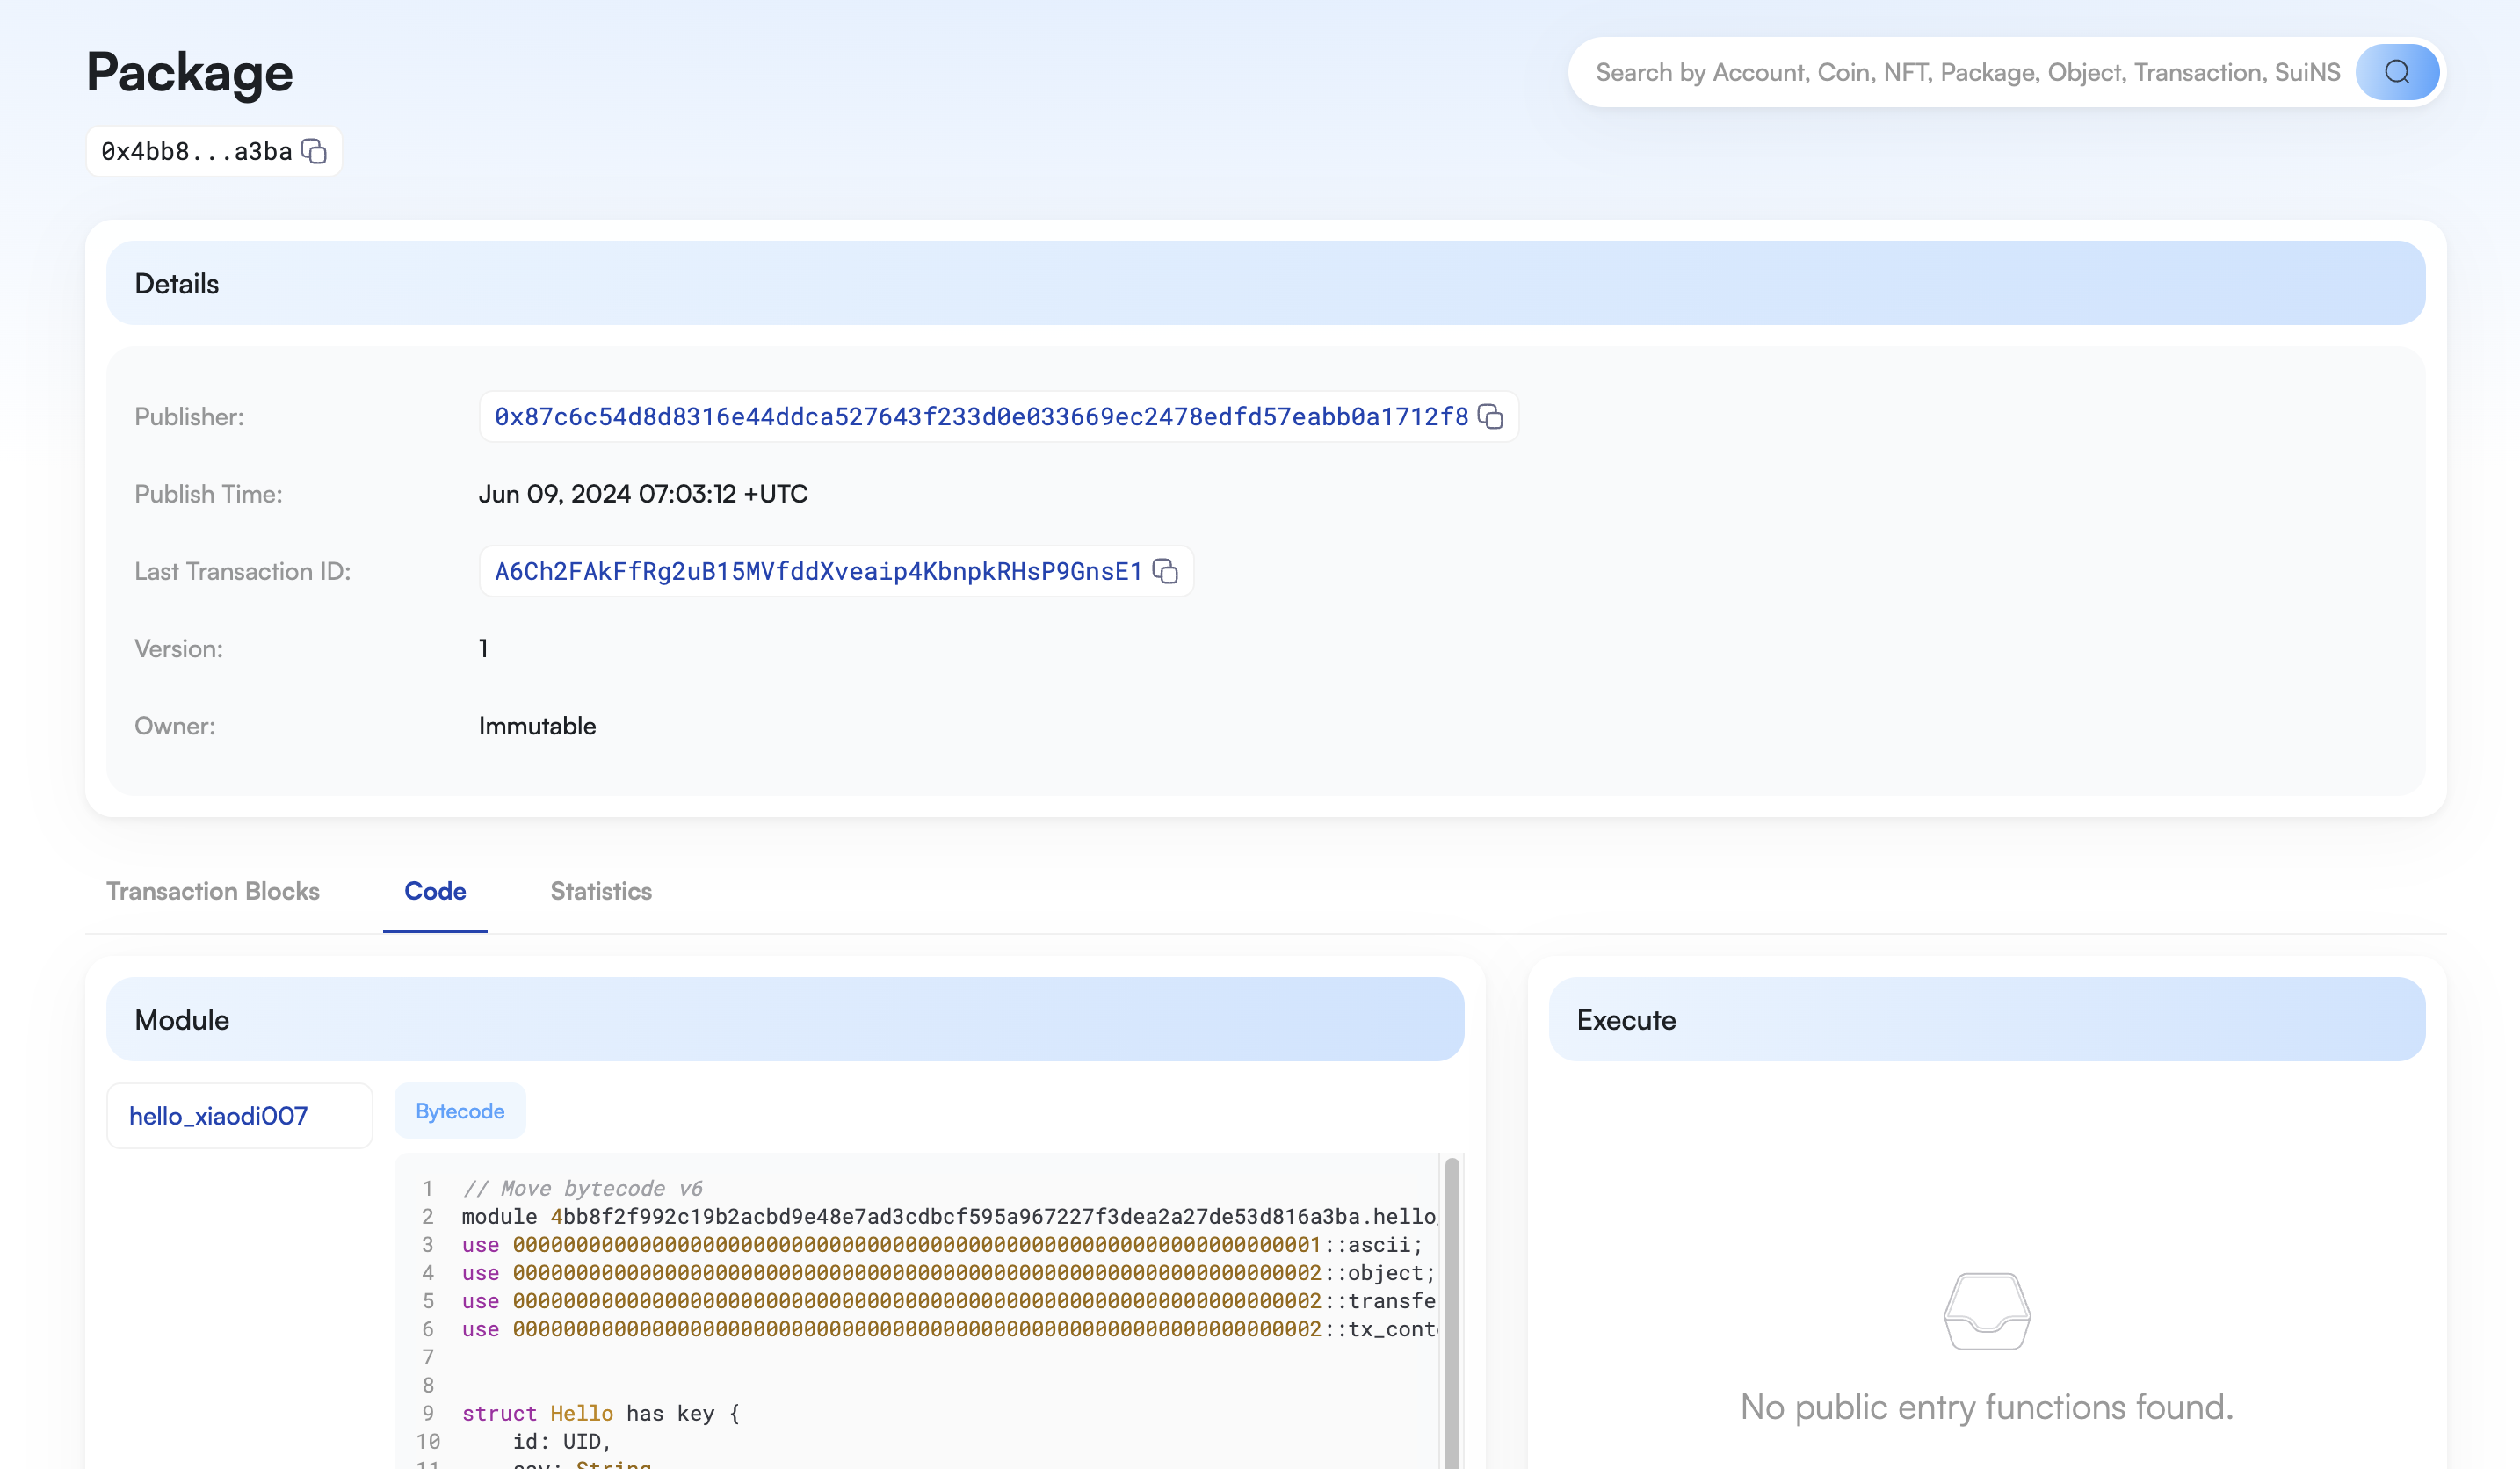 Package
Search by Account, Coin, NFT, Package, Object, Transaction, SuiNS
0x4bb8...a3ba
Details
Publisher: 0x87c6c54d8d8316e44ddca527643f233d0e033669ec2478edfd57eabb0a1712f8
Publish Time: Jun 09, 2024 07:03:12 +UTC
Last Transaction ID: A6Ch2FAkFfRg2uB15MVfddXveaip4KbnpkRHsP9GnsE1
Version: 1
Owner: Immutable
Transaction Blocks Code Statistics
Module
Execute
hello_xiaodi007
Bytecode
1 // Move bytecode v6
2 module 4bb8f2f992c19b2acbd9e48e7ad3cdbcf595a967227f3dea2a27de53d816a3ba.hello
3 use 0000000000000000000000000000000000000000000000000000000000000001::ascii;
4 use 0000000000000000000000000000000000000000000000000000000000000002::object;
5 use 0000000000000000000000000000000000000000000000000000000000000002::transfe
6 use 0000000000000000000000000000000000000000000000000000000000000002::tx_cont
7
8
9 struct Hello has key {
10 id: UID,
11 say: String
No public entry functions found.